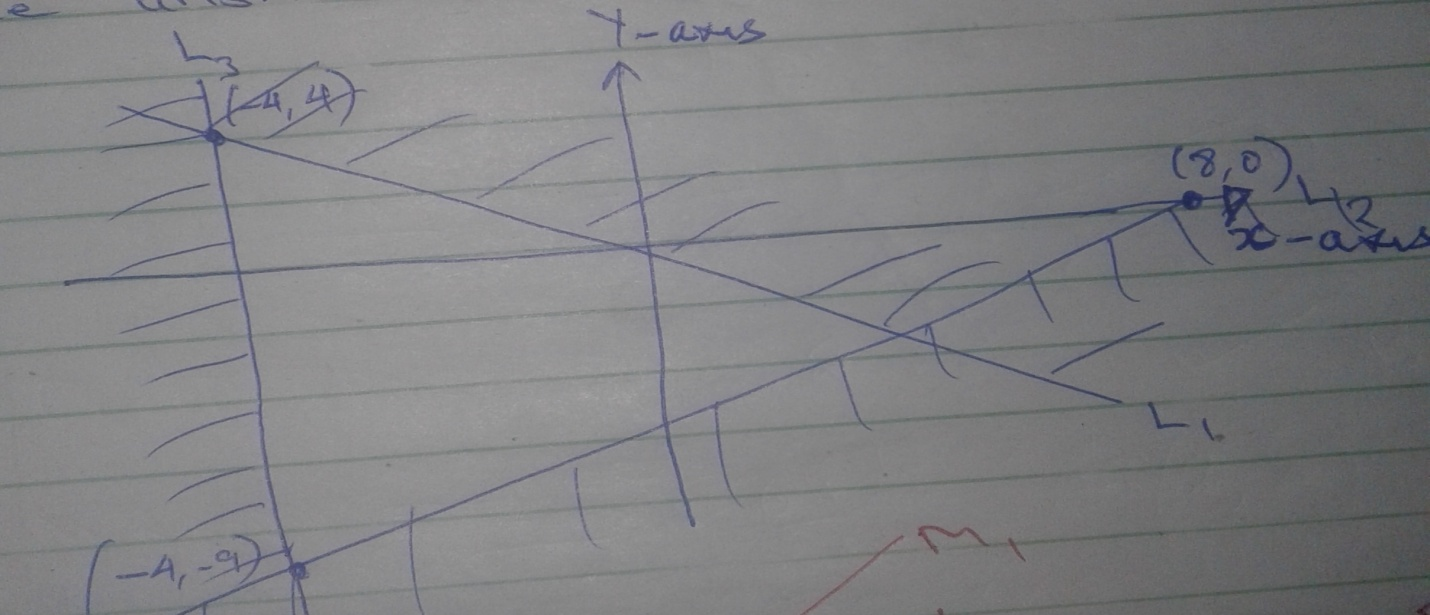 Y-axis
L3
(-4, 4)
(8,0) L2
x-axis
L1
(-4, -9)
M1